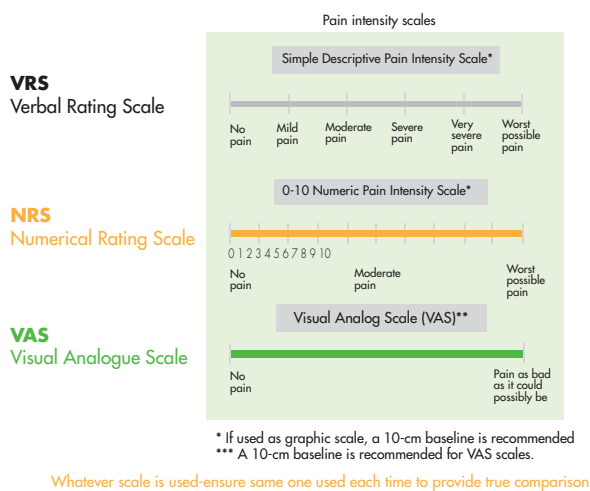 Pain intensity scales
Simple Descriptive Pain Intensity Scale*
VRS
Verbal Rating Scale
No pain
Mild pain
Moderate pain
Severe pain
Very severe pain
Worst possible pain
0-10 Numeric Pain Intensity Scale*
NRS
Numerical Rating Scale
0 1 2 3 4 5 6 7 8 9 10
No pain
Moderate pain
Worst possible pain
Visual Analog Scale (VAS)**
VAS
Visual Analogue Scale
No pain
Pain as bad as it could possibly be
* If used as graphic scale, a 10-cm baseline is recommended
*** A 10-cm baseline is recommended for VAS scales.
Whatever scale is used-ensure same one used each time to provide true comparison